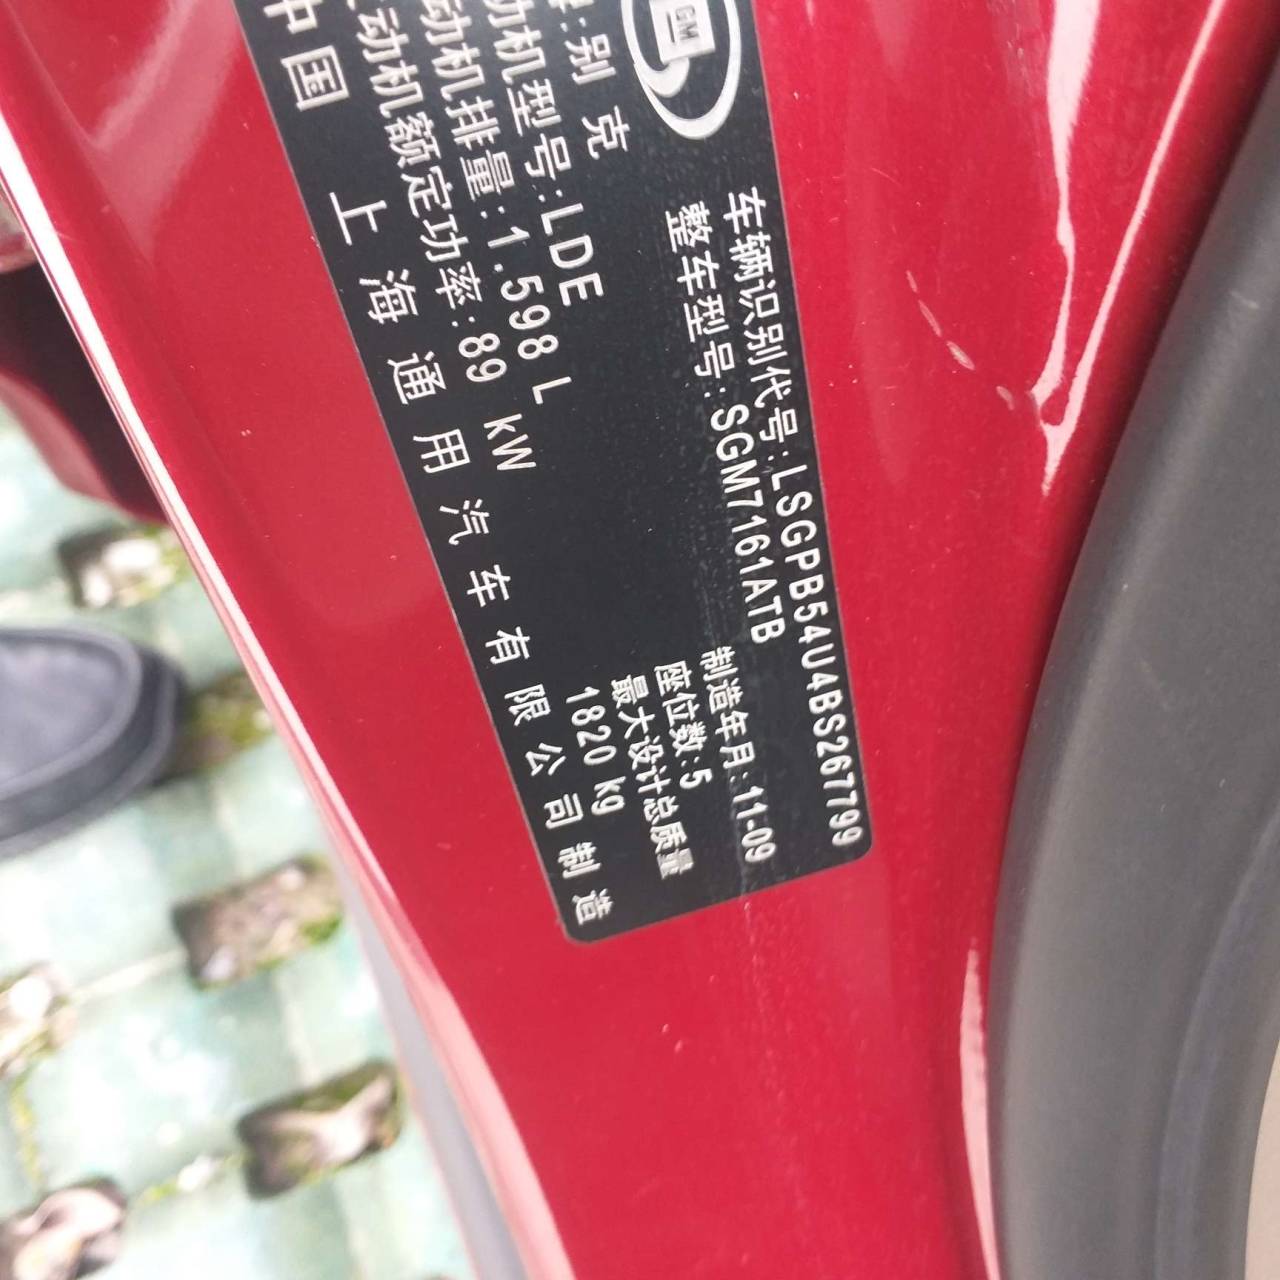 GM
车辆识别代号:LSGPB54U4BS267799
整车型号:SGM7161ATB
制造年月:11-09
:别克
座位数:5
动机型号:LDE
最大设计总质量
动机排量:1.598 L
1820 kg
动机额定功率:89 kW
中国 上海通用汽车有限公司制造